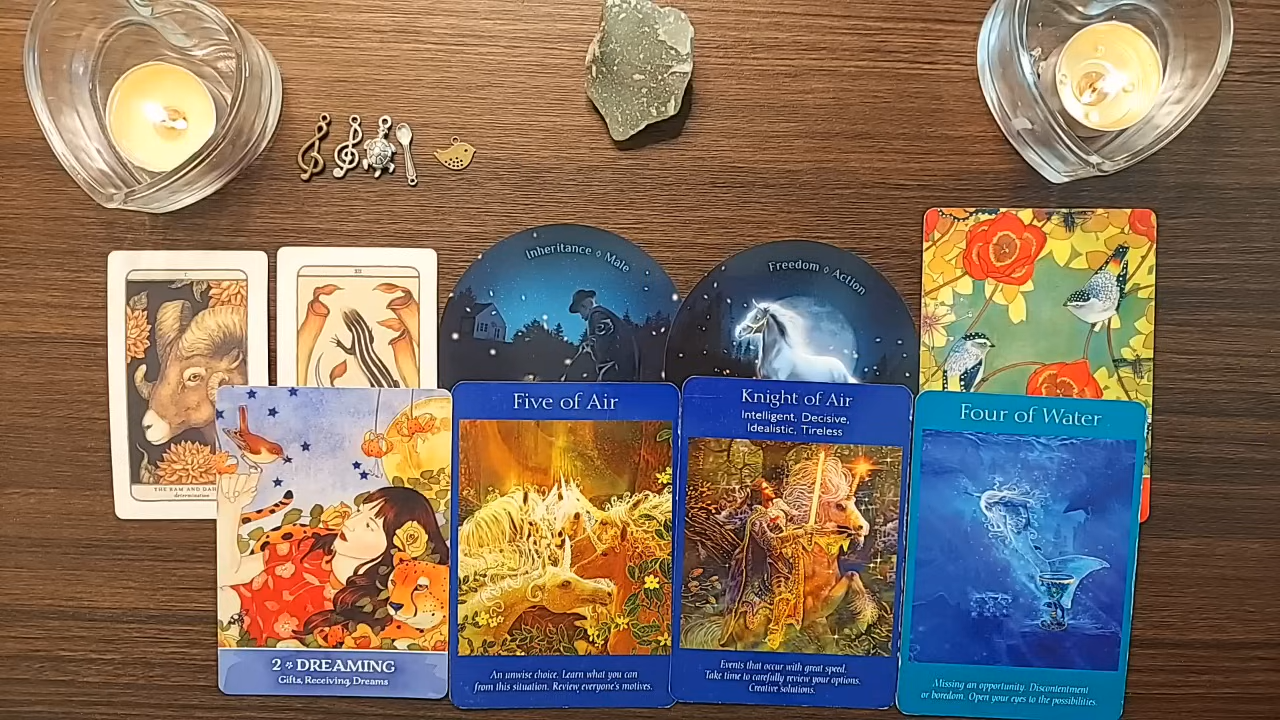 I.
XII
THE RAM AND DAH
determination
Inheritance ◊ Male
Freedom ◊ Action
2 DREAMING
Gifts, Receiving, Dreams
Five of Air
An unwise choice. Learn what you can
from this situation. Review everyone's motives.
Knight of Air
Intelligent, Decisive,
Idealistic, Tireless
Events that occur with great speed.
Take time to carefully review your options.
Creative solutions.
Four of Water
Missing an opportunity. Discontentment
or boredom. Open your eyes to the possibilities.